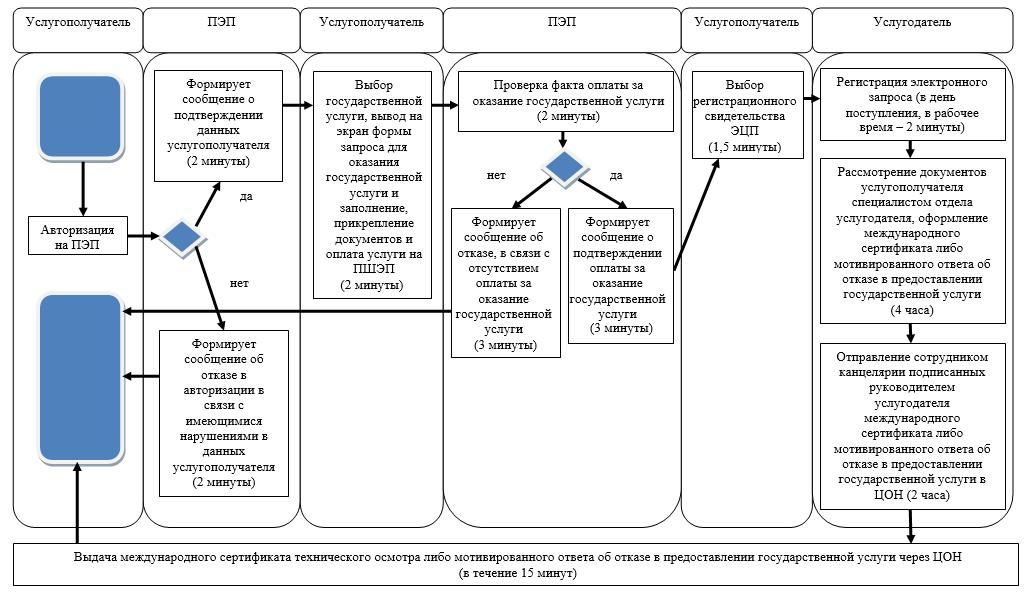 Услугополучатель
ПЭП
Услугополучатель
ПЭП
Услугополучатель
Услугодатель
Авторизация
на ПЭП
Формирует
сообщение о
подтверждении
данных
услугополучателя
(2 минуты)
да
нет
Формирует
сообщение об
отказе в
авторизации в
связи с
имеющимися
нарушениями в
данных
услугополучателя
(2 минуты)
Выбор
государственной
услуги, вывод на
экран формы
запроса для
оказания
государственной
услуги и
заполнение,
прикрепление
документов и
оплата услуги на
ПШЭП
(2 минуты)
Проверка факта оплаты за
оказание государственной услуги
(2 минуты)
нет
да
Формирует
сообщение об
отказе, в связи с
отсутствием
оплаты за
оказание
государственной
услуги
(3 минуты)
Формирует
сообщение о
подтверждении
оплаты за
оказание
государственной
услуги
(3 минуты)
Выбор
регистрационного
свидетельства
ЭЦП
(1,5 минуты)
Регистрация электронного
запроса (в день
поступления, в рабочее
время – 2 минуты)
Рассмотрение документов
услугополучателя
специалистом отдела
услугодателя, оформление
международного
сертификата либо
мотивированного ответа об
отказе в предоставлении
государственной услуги
(4 часа)
Отправление сотрудником
канцелярии подписанных
руководителем
услугодателя
международного
сертификата либо
мотивированного ответа об
отказе в предоставлении
государственной услуги в
ЦОН (2 часа)
Выдача международного сертификата технического осмотра либо мотивированного ответа об отказе в предоставлении государственной услуги через ЦОН
(в течение 15 минут)